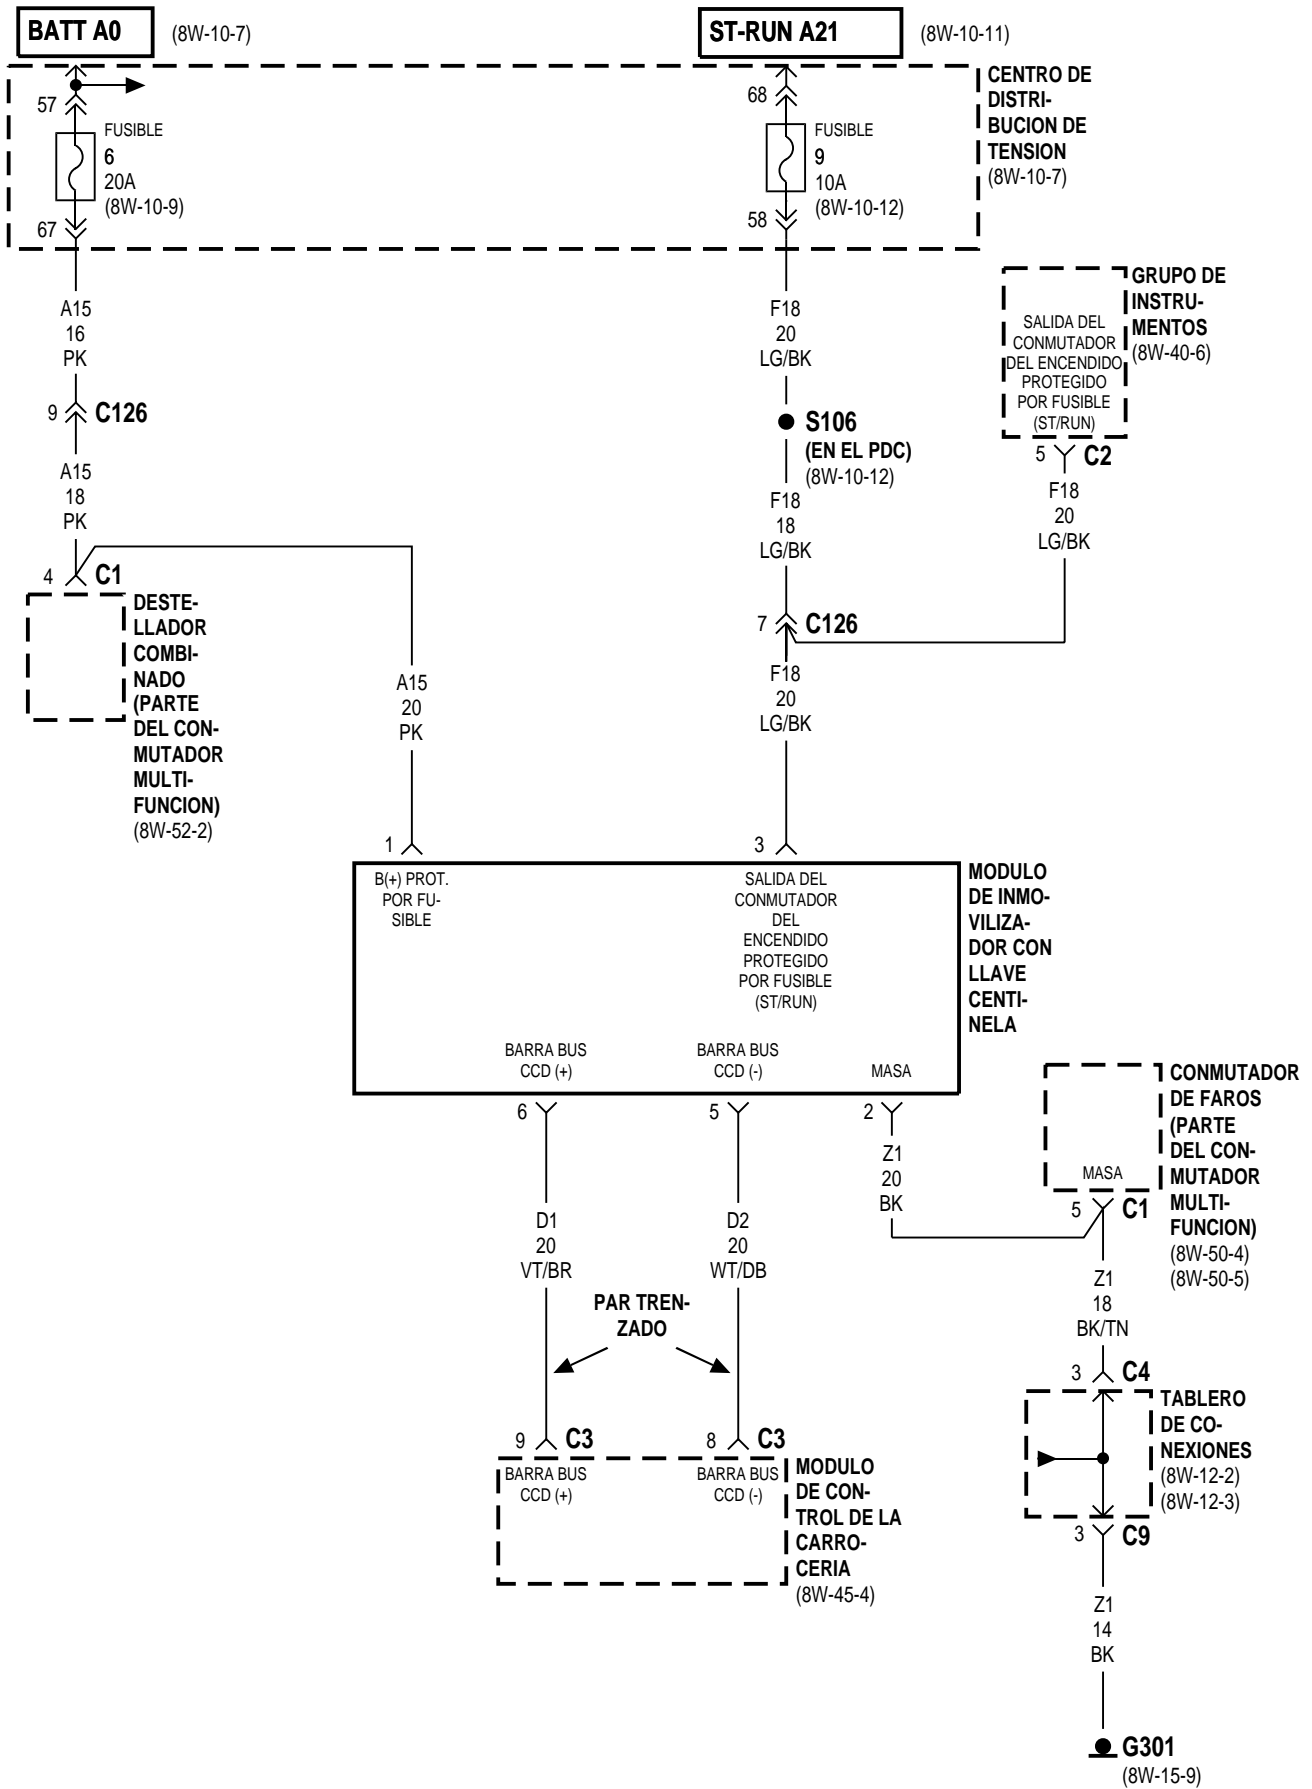 BATT A0
(8W-10-7)
ST-RUN A21
(8W-10-11)
CENTRO DE
DISTRI-
BUCION DE
TENSION
(8W-10-7)
57
FUSIBLE
6
20A
(8W-10-9)
67
68
FUSIBLE
9
10A
(8W-10-12)
58
A15
16
PK
9
C126
A15
18
PK
4
C1
DESTE-
LLADOR
COMBI-
NADO
(PARTE
DEL CON-
MUTADOR
MULTI-
FUNCION)
(8W-52-2)
A15
20
PK
F18
20
LG/BK
S106
(EN EL PDC)
(8W-10-12)
F18
18
LG/BK
7
C126
F18
20
LG/BK
SALIDA DEL
CONMUTADOR
DEL ENCENDIDO
PROTEGIDO
POR FUSIBLE
(ST/RUN)
GRUPO DE
INSTRU-
MENTOS
(8W-40-6)
5
C2
F18
20
LG/BK
1
3
B(+) PROT.
POR FU-
SIBLE
SALIDA DEL
CONMUTADOR
DEL
ENCENDIDO
PROTEGIDO
POR FUSIBLE
(ST/RUN)
MODULO
DE INMO-
VILIZA-
DOR CON
LLAVE
CENTI-
NELA
BARRA BUS
CCD (+)
BARRA BUS
CCD (-)
MASA
6
5
2
D1
20
VT/BR
D2
20
WT/DB
Z1
20
BK
PAR TREN-
ZADO
9
C3
8
C3
BARRA BUS
CCD (+)
BARRA BUS
CCD (-)
MODULO
DE CON-
TROL DE LA
CARRO-
CERIA
(8W-45-4)
MASA
CONMUTADOR
DE FAROS
(PARTE
DEL CON-
MUTADOR
MULTI-
FUNCION)
(8W-50-4)
(8W-50-5)
5
C1
Z1
18
BK/TN
3
C4
TABLERO
DE CO-
NEXIONES
(8W-12-2)
(8W-12-3)
3
C9
Z1
14
BK
G301
(8W-15-9)